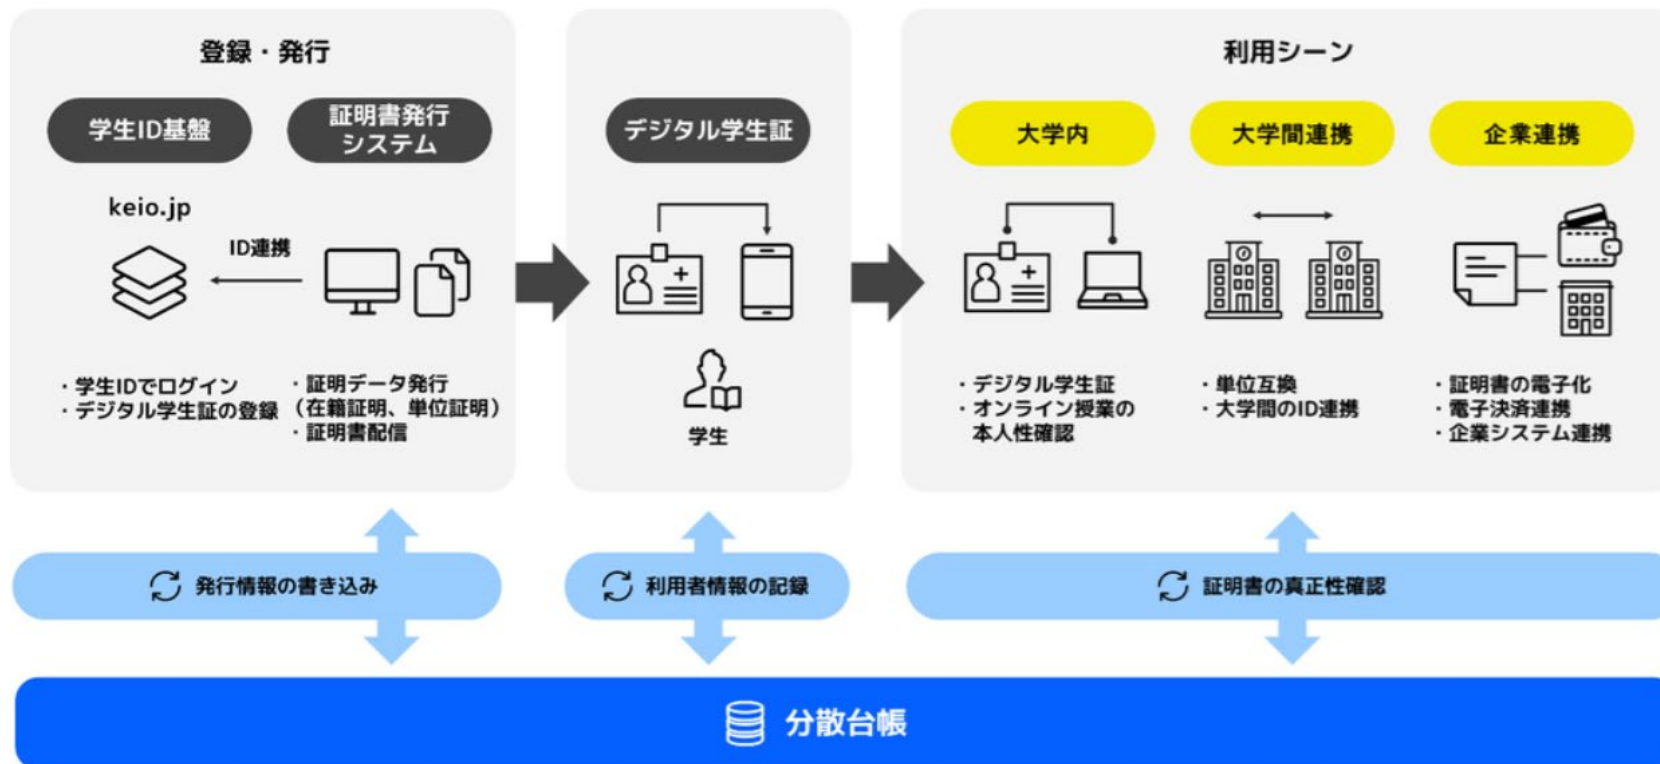 登録・発行
学生ID基盤
証明書発行
システム
keio.jp
ID連携
・学生IDでログイン
・デジタル学生証の登録
・証明データ発行
（在籍証明、単位証明）
・証明書配信
デジタル学生証
学生
利用シーン
大学内
大学間連携
企業連携
・デジタル学生証
・オンライン授業の
本人性確認
・単位互換
・大学間のID連携
・証明書の電子化
・電子決済連携
・企業システム連携
発行情報の書き込み
利用者情報の記録
証明書の真正性確認
分散台帳